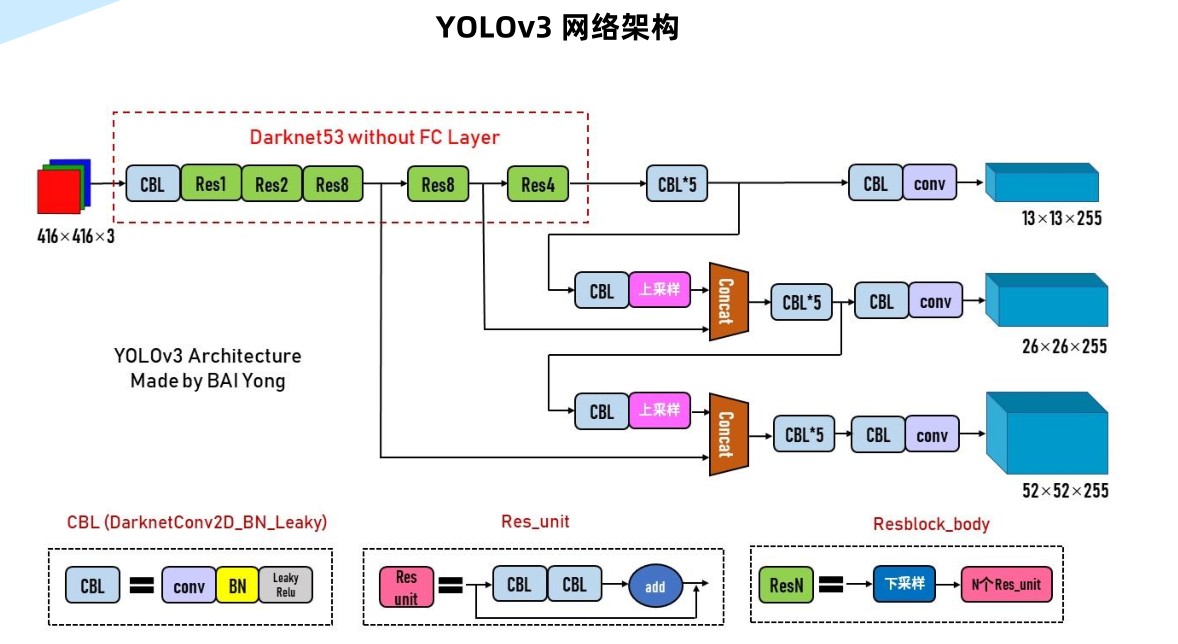 YOLOv3 网络架构
Darknet53 without FC Layer
CBL Res1 Res2 Res8 Res8 Res4 CBL*5 CBL conv
416×416×3
13×13×255
CBL 上采样 Concat CBL*5 CBL conv
26×26×255
YOLOv3 Architecture
Made by BAI Yong
CBL 上采样 Concat CBL*5 CBL conv
52×52×255
CBL (DarknetConv2D_BN_Leaky)
CBL = conv BN Leaky
Relu
Res_unit
Res
unit = CBL CBL add
Resblock_body
ResN = 下采样 N个Res_unit